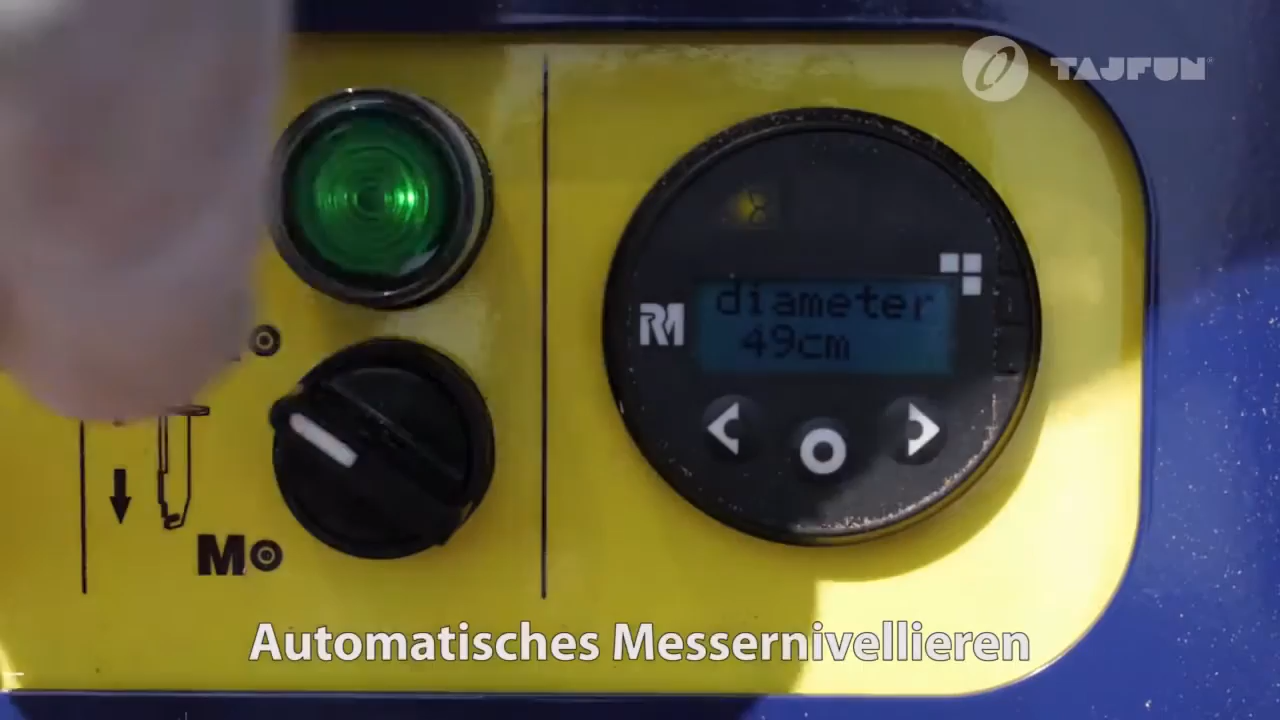 TAJFUN
RM
diameter
49cm
M
Automatisches Messernivellieren